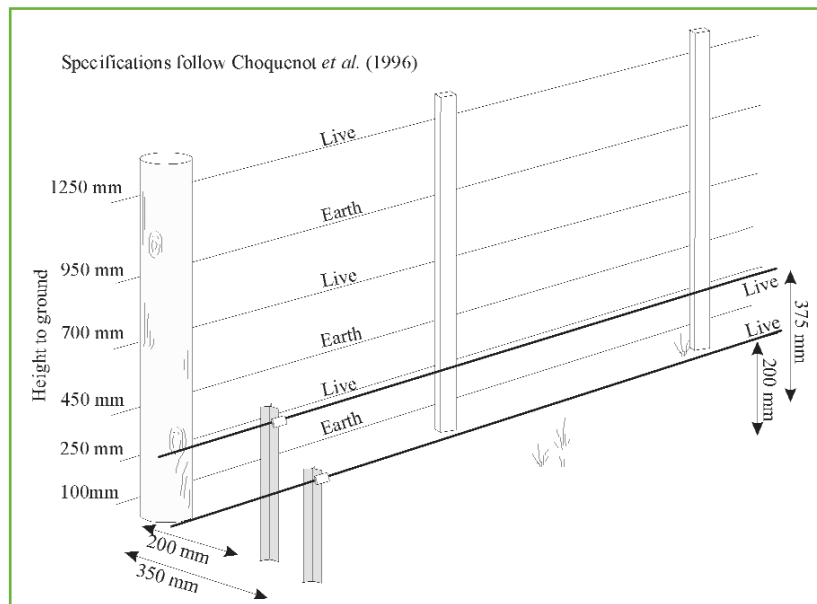 Specifications follow Choquenot et al. (1996)
Live
1250 mm
Earth
950 mm
Live
700 mm
Earth
450 mm
Live
250 mm
Earth
100mm
Height to ground
Live
Live
375 mm
200 mm
200 mm
350 mm